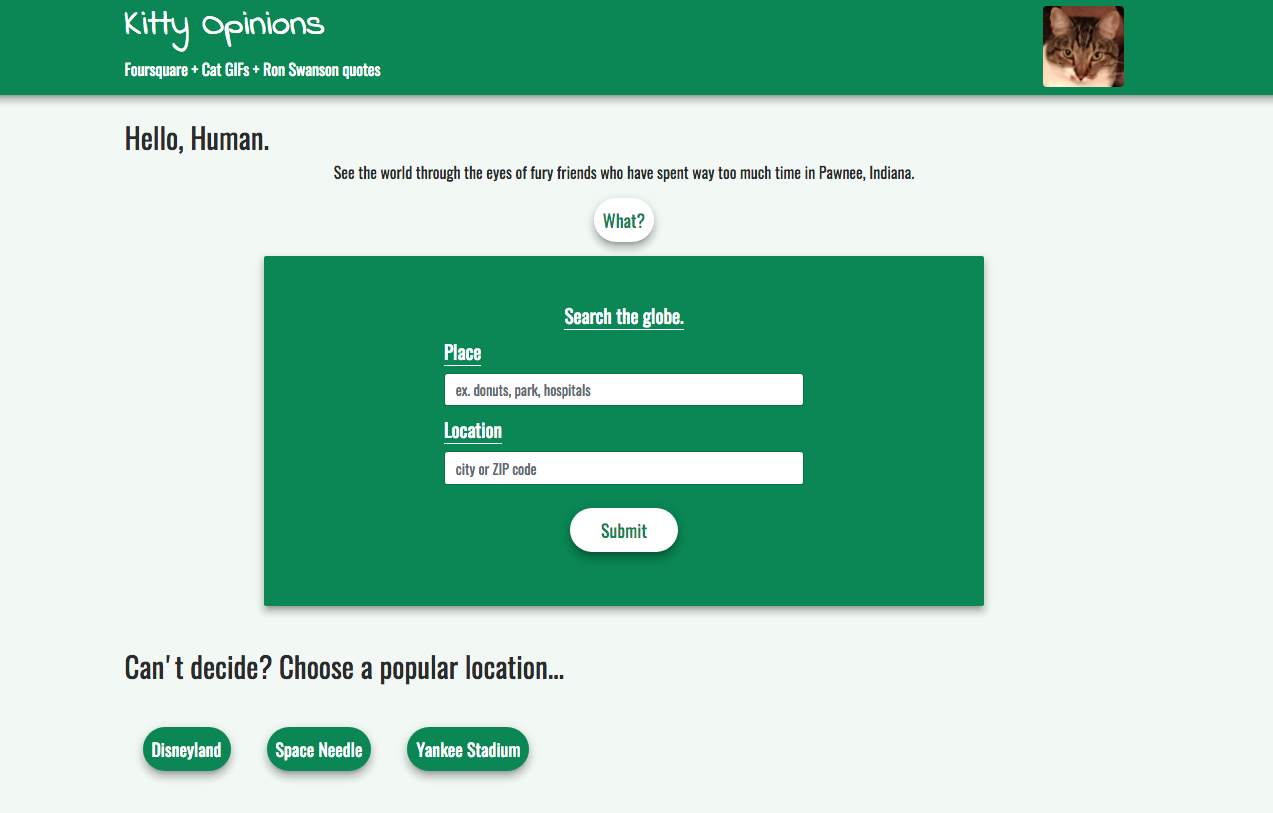 Kitty Opinions
Foursquare + Cat GIFs + Ron Swanson quotes
Hello, Human.
See the world through the eyes of fury friends who have spent way too much time in Pawnee, Indiana.
What?
Search the globe.
Place
ex. donuts, park, hospitals
Location
city or ZIP code
Submit
Can't decide? Choose a popular location...
Disneyland
Space Needle
Yankee Stadium